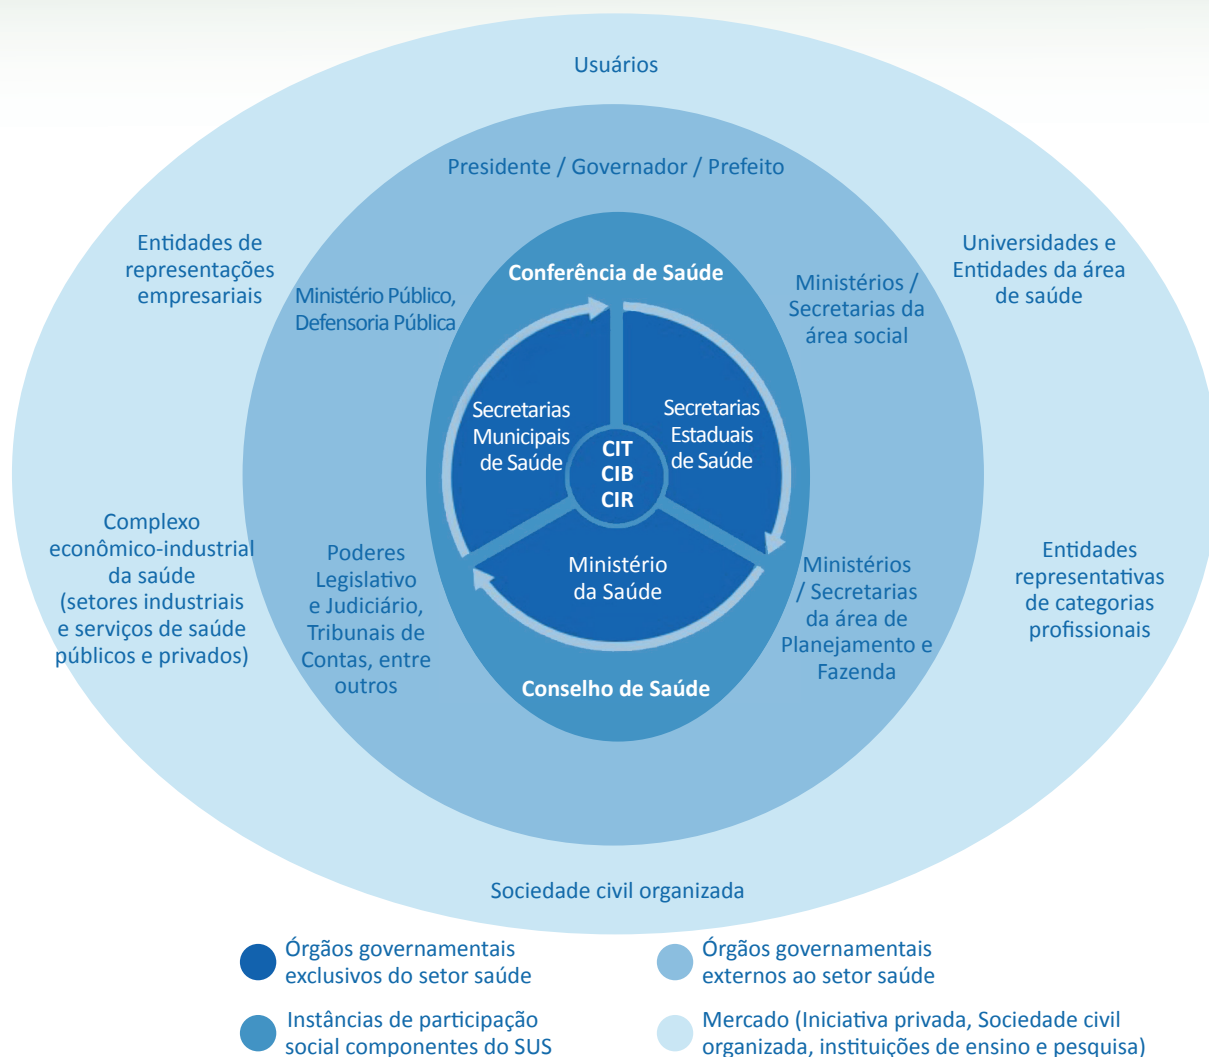 Usuários
Presidente / Governador / Prefeito
Entidades de
representações
empresariais
Universidades e
Entidades da área
de saúde
Ministério Público,
Defensoria Pública
Conferência de Saúde
Ministérios /
Secretarias da
área social
Secretarias
Municipais
de Saúde
Secretarias
Estaduais
de Saúde
CIT
CIB
CIR
Ministério
da Saúde
Complexo
econômico-industrial
da saúde
(setores industriais
e serviços de saúde
públicos e privados)
Poderes
Legislativo
e Judiciário,
Tribunais de
Contas, entre
outros
Ministérios
/ Secretarias
da área de
Planejamento e
Fazenda
Entidades
representativas
de categorias
profissionais
Conselho de Saúde
Sociedade civil organizada
Órgãos governamentais
exclusivos do setor saúde
Órgãos governamentais
externos ao setor saúde
Instâncias de participação
social componentes do SUS
Mercado (Iniciativa privada, Sociedade civil
organizada, instituições de ensino e pesquisa)